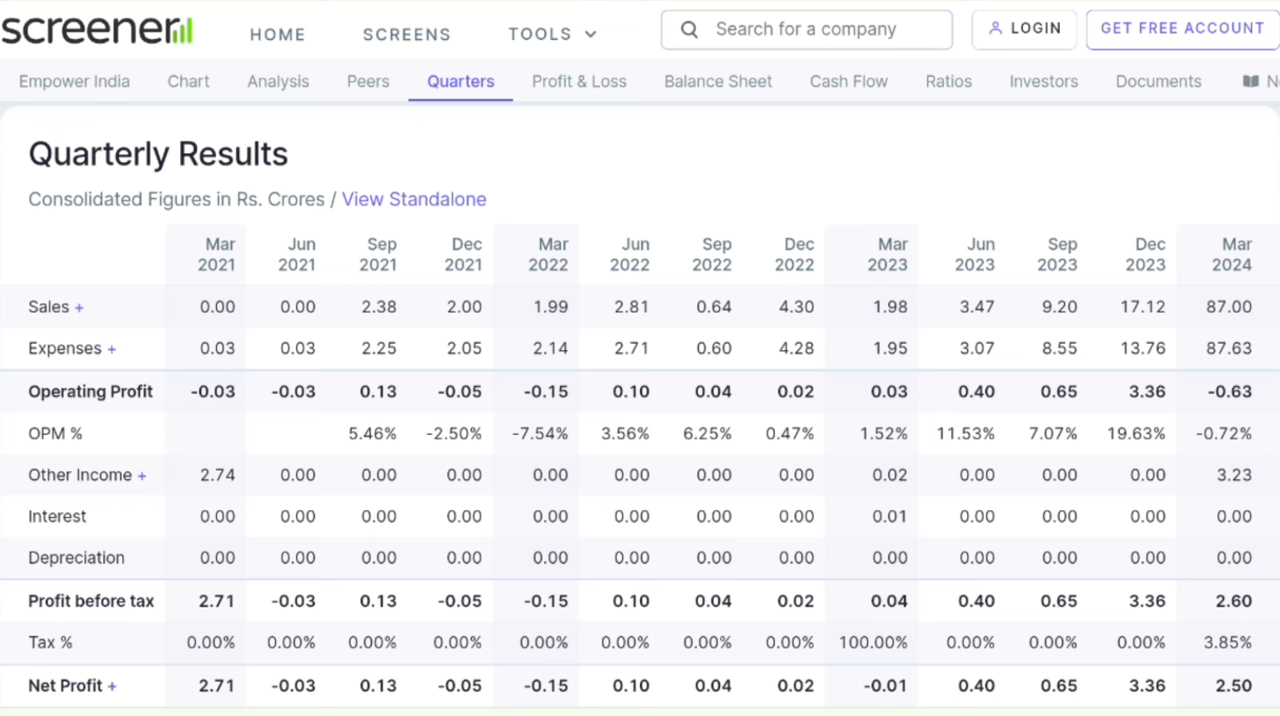 screener HOME SCREENS TOOLS Search for a company LOGIN GET FREE ACCOUNT
Empower India Chart Analysis Peers Quarters Profit & Loss Balance Sheet Cash Flow Ratios Investors Documents
Quarterly Results
Consolidated Figures in Rs. Crores / View Standalone
Mar 2021 Jun 2021 Sep 2021 Dec 2021 Mar 2022 Jun 2022 Sep 2022 Dec 2022 Mar 2023 Jun 2023 Sep 2023 Dec 2023 Mar 2024
Sales + 0.00 0.00 2.38 2.00 1.99 2.81 0.64 4.30 1.98 3.47 9.20 17.12 87.00
Expenses + 0.03 0.03 2.25 2.05 2.14 2.71 0.60 4.28 1.95 3.07 8.55 13.76 87.63
Operating Profit -0.03 -0.03 0.13 -0.05 -0.15 0.10 0.04 0.02 0.03 0.40 0.65 3.36 -0.63
OPM % 5.46% -2.50% -7.54% 3.56% 6.25% 0.47% 1.52% 11.53% 7.07% 19.63% -0.72%
Other Income + 2.74 0.00 0.00 0.00 0.00 0.00 0.00 0.00 0.02 0.00 0.00 0.00 3.23
Interest 0.00 0.00 0.00 0.00 0.00 0.00 0.00 0.00 0.01 0.00 0.00 0.00 0.00
Depreciation 0.00 0.00 0.00 0.00 0.00 0.00 0.00 0.00 0.00 0.00 0.00 0.00 0.00
Profit before tax 2.71 -0.03 0.13 -0.05 -0.15 0.10 0.04 0.02 0.04 0.40 0.65 3.36 2.60
Tax % 0.00% 0.00% 0.00% 0.00% 0.00% 0.00% 0.00% 0.00% 100.00% 0.00% 0.00% 0.00% 3.85%
Net Profit + 2.71 -0.03 0.13 -0.05 -0.15 0.10 0.04 0.02 -0.01 0.40 0.65 3.36 2.50